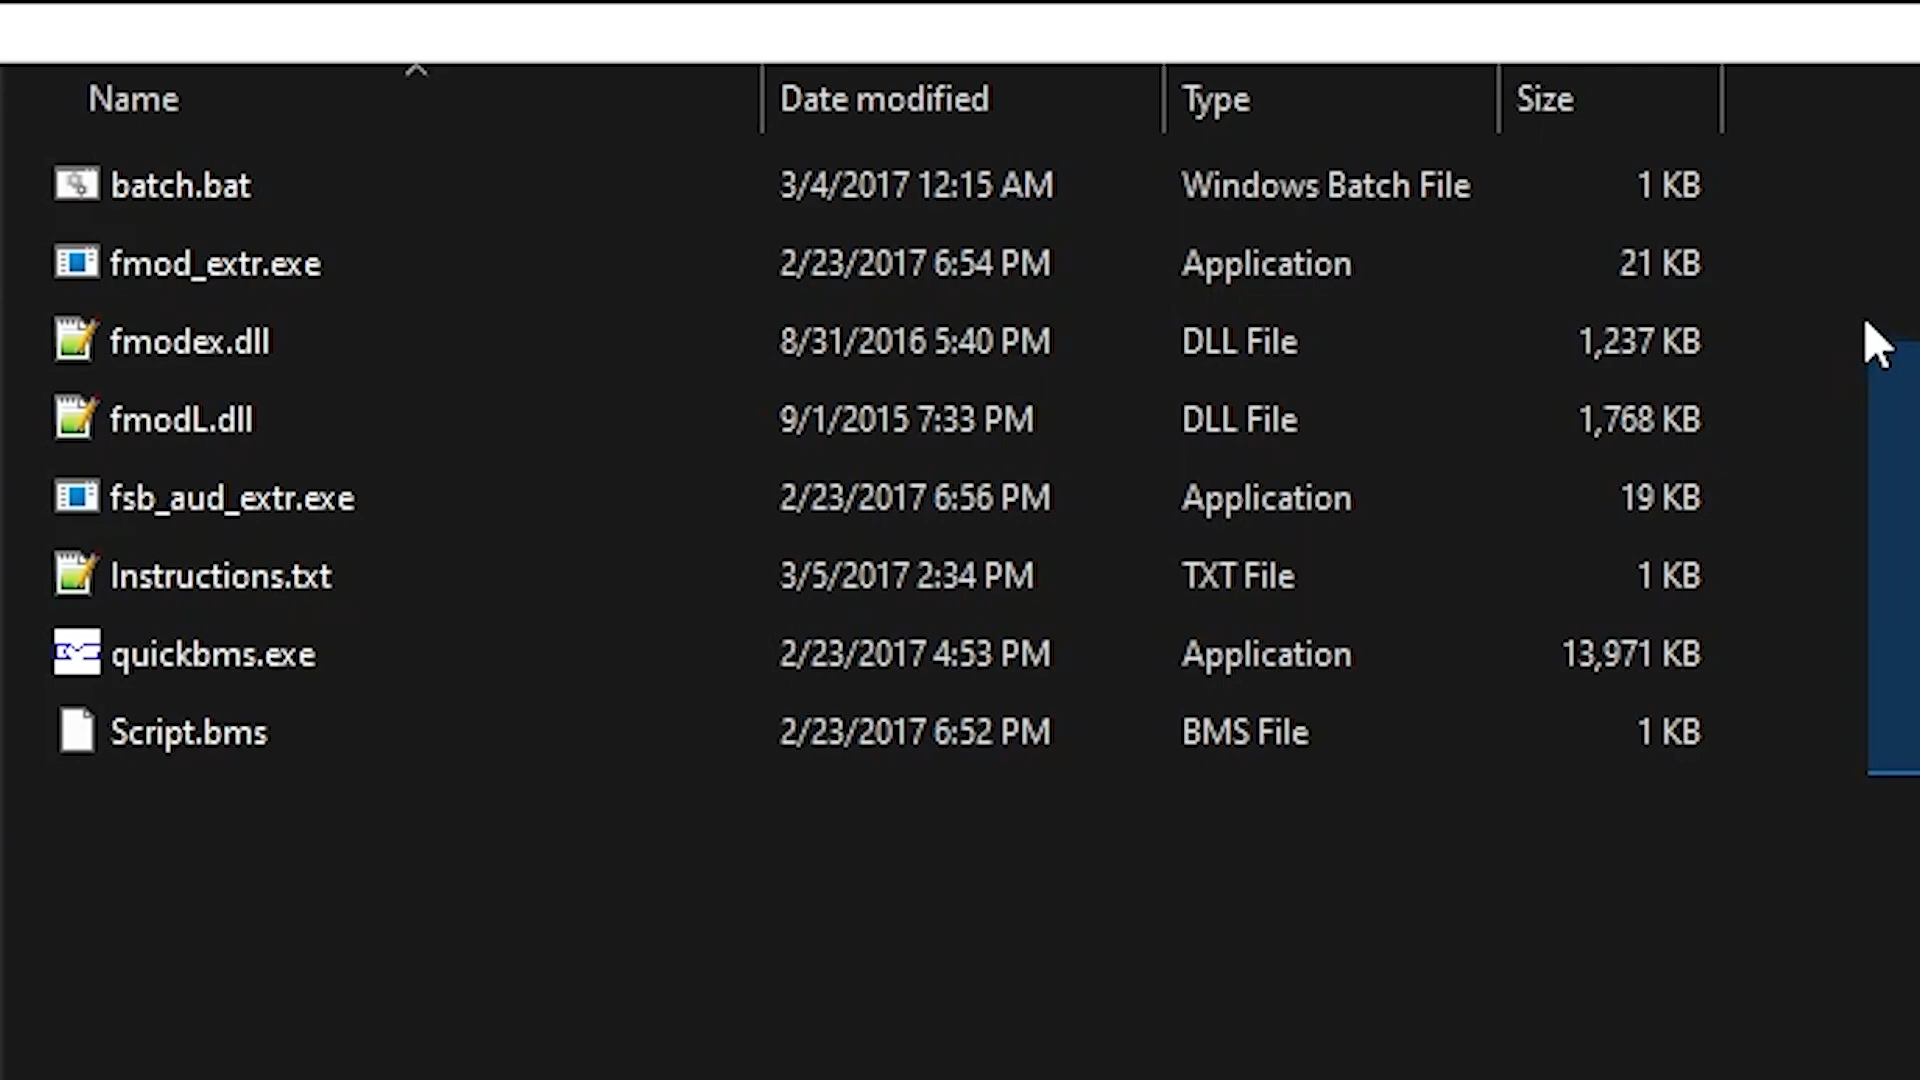 Name Date modified Type Size
batch.bat 3/4/2017 12:15 AM Windows Batch File 1 KB
fmod_extr.exe 2/23/2017 6:54 PM Application 21 KB
fmodex.dll 8/31/2016 5:40 PM DLL File 1,237 KB
fmodL.dll 9/1/2015 7:33 PM DLL File 1,768 KB
fsb_aud_extr.exe 2/23/2017 6:56 PM Application 19 KB
Instructions.txt 3/5/2017 2:34 PM TXT File 1 KB
quickbms.exe 2/23/2017 4:53 PM Application 13,971 KB
Script.bms 2/23/2017 6:52 PM BMS File 1 KB